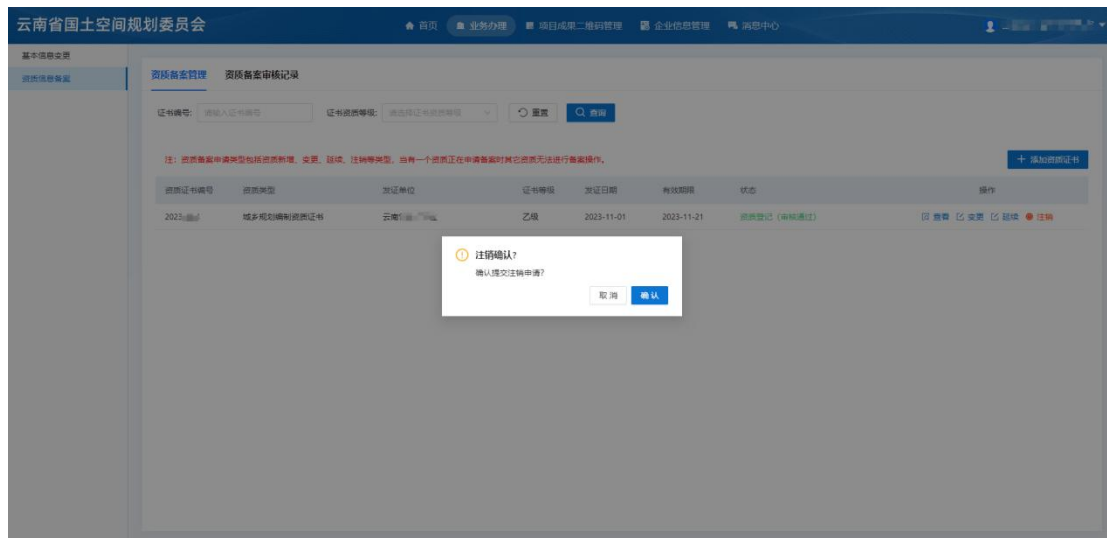 云南省国土空间规划委员会
首页 业务办理 项目成果二维码管理 企业信息管理 消息中心
基本信息变更
资质信息备案
资质备案管理 资质备案审核记录
证书编号: 请输入证书编号 证书资质等级: 请选择证书资质等级 重置 查询
注：资质备案申请类型包括资质新增、变更、延续、注销等类型，当有一个资质正在申请备案时其它资质无法进行备案操作。
+ 添加资质证书
资质证书编号 资质类型 发证单位 证书等级 发证日期 有效期限 状态 操作
2023 城乡规划编制资质证书 云南 乙级 2023-11-01 2023-11-21 资质登记（审核通过） 查看 变更 延续 注销
注销确认?
确认提交注销申请?
取消 确认